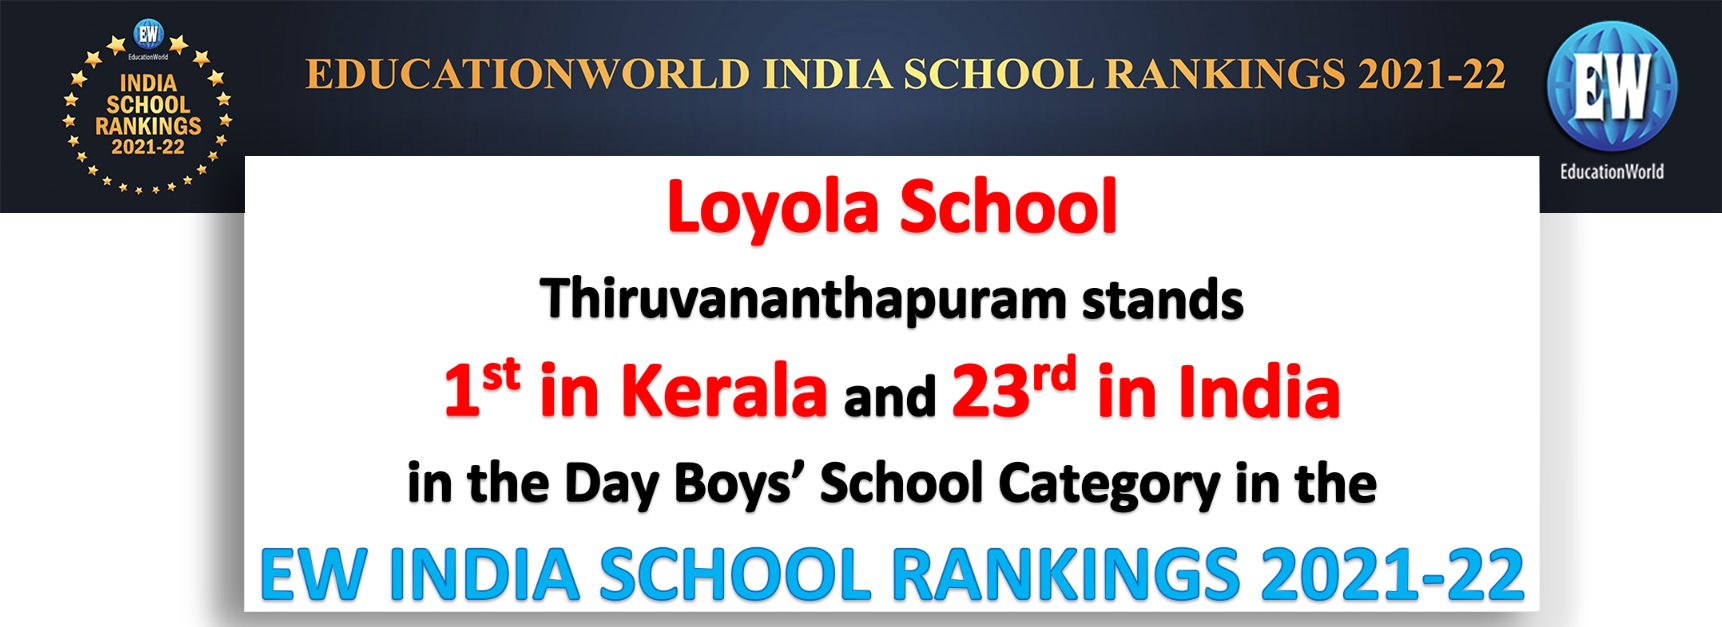 EW
EducationWorld
INDIA
SCHOOL
RANKINGS
2021-22
EDUCATIONWORLD INDIA SCHOOL RANKINGS 2021-22
EW
EducationWorld
Loyola School
Thiruvananthapuram stands
1st in Kerala and 23rd in India
in the Day Boys’ School Category in the
EW INDIA SCHOOL RANKINGS 2021-22